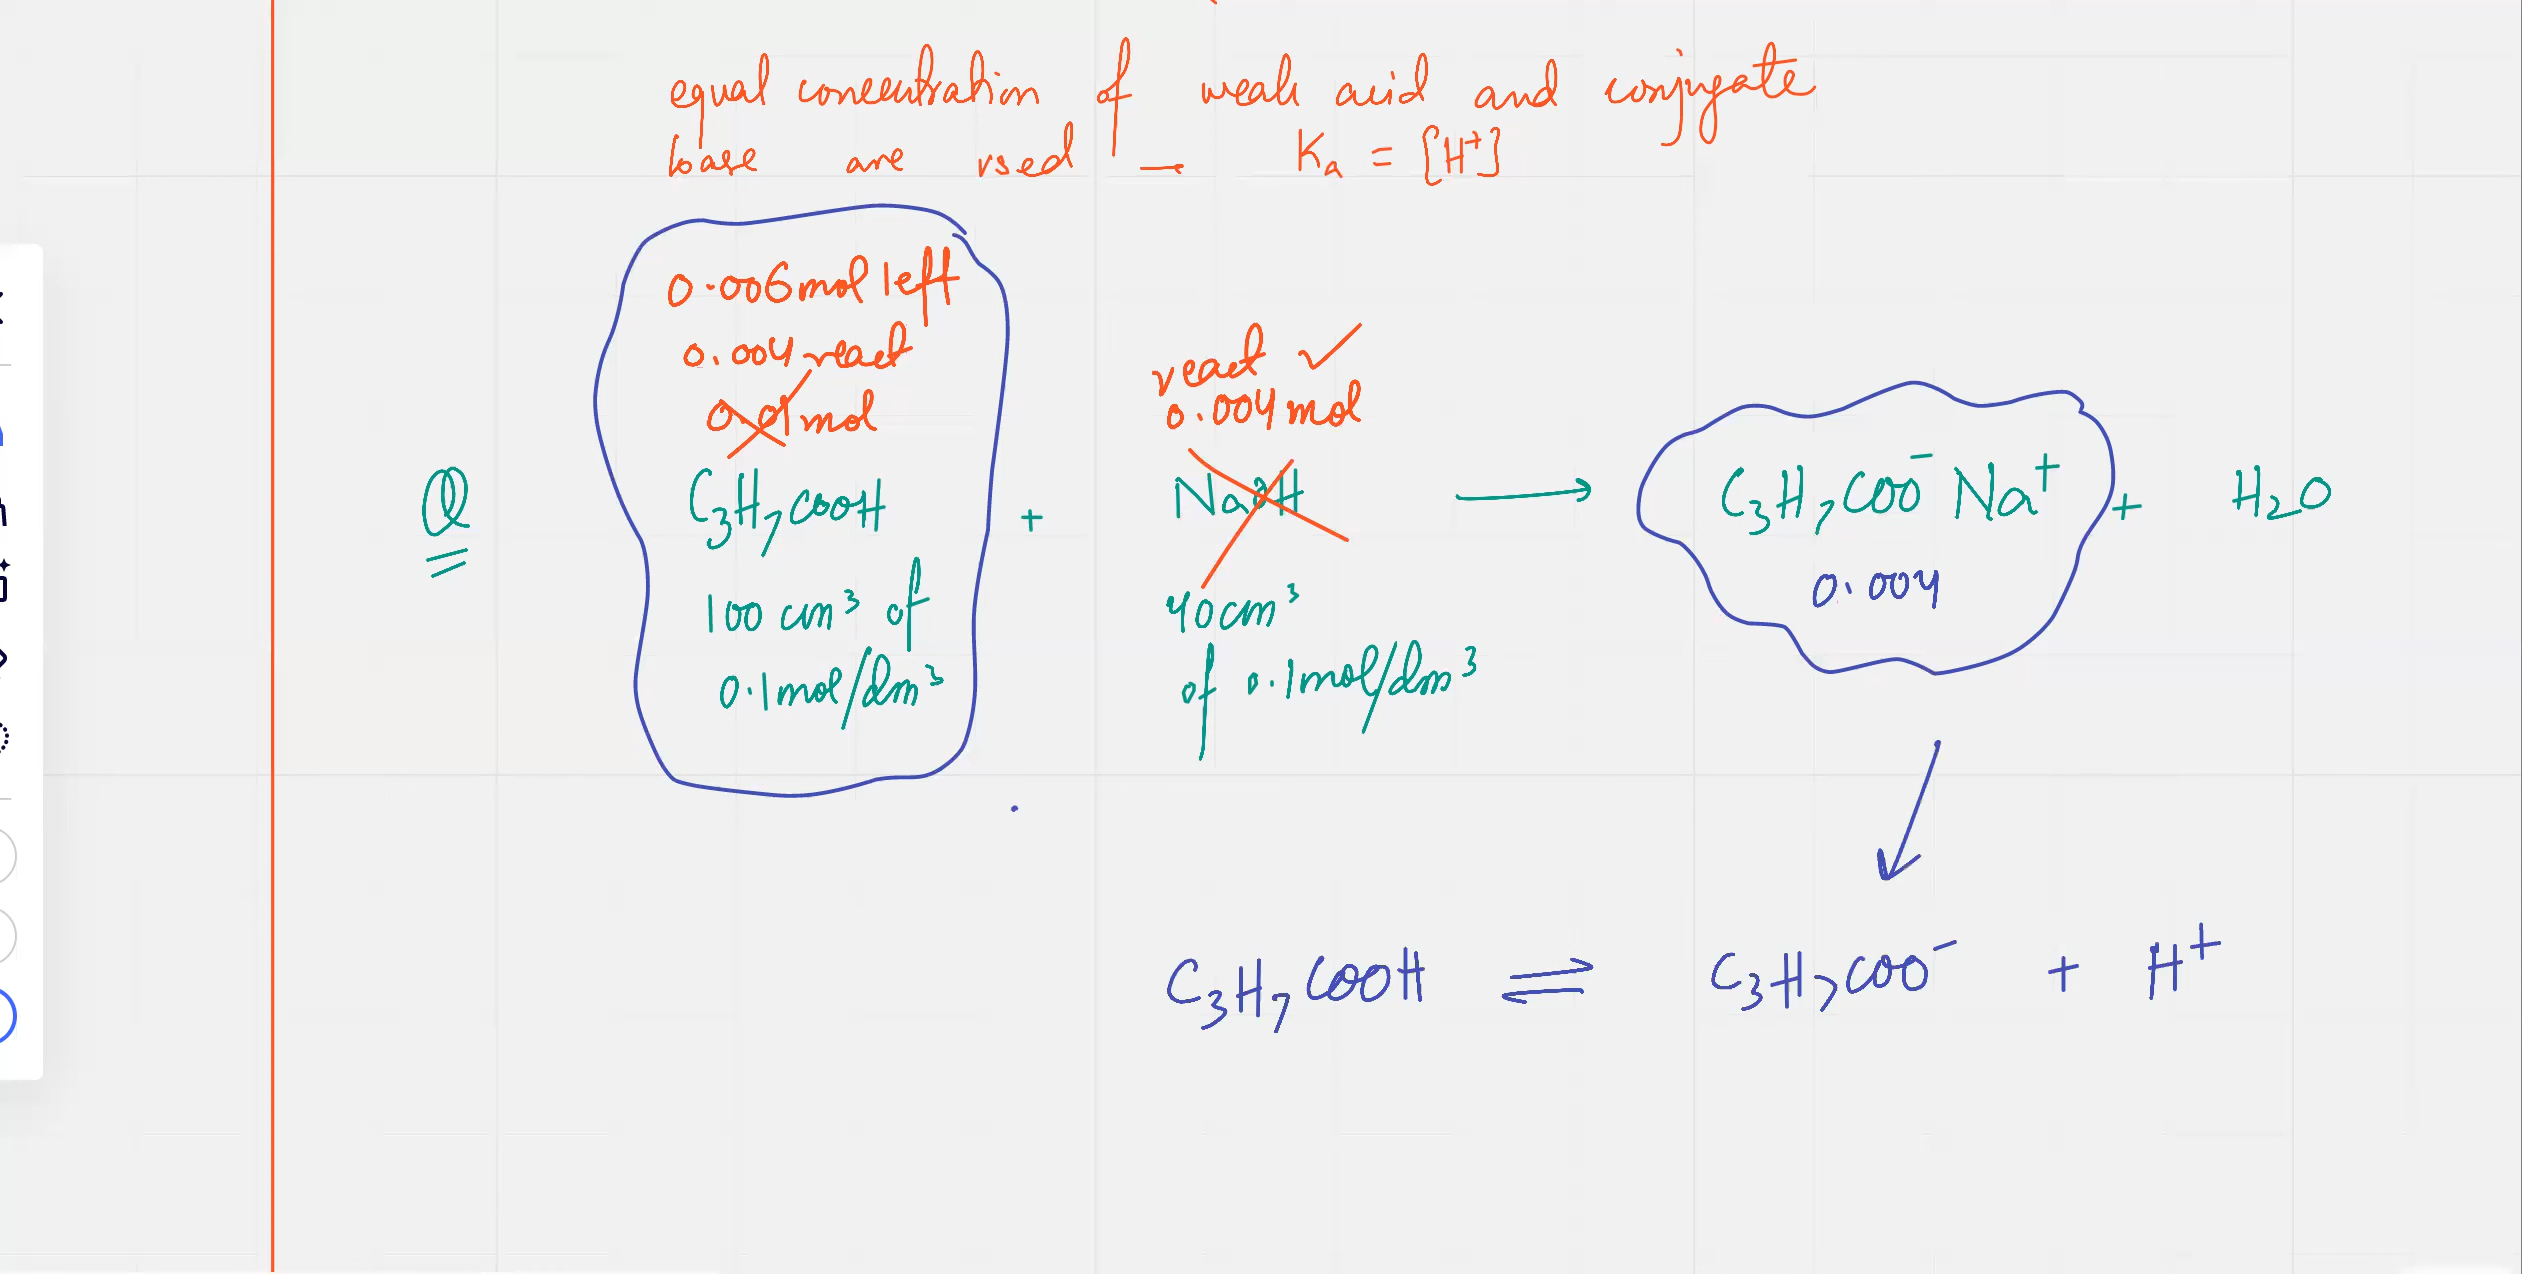 equal concentration of weak acid and conjugate
base are used → Kₐ = [H⁺]
0.006 mol left
0.004 react
0.01 mol
react ✓
0.004 mol
Q C₃H₇COOH + NaOH → C₃H₇COO⁻ Na⁺ + H₂O
0.004
100 cm³ of
0.1 mol/dm³
40 cm³
of 0.1 mol/dm³
C₃H₇COOH ⇌ C₃H₇COO⁻ + H⁺